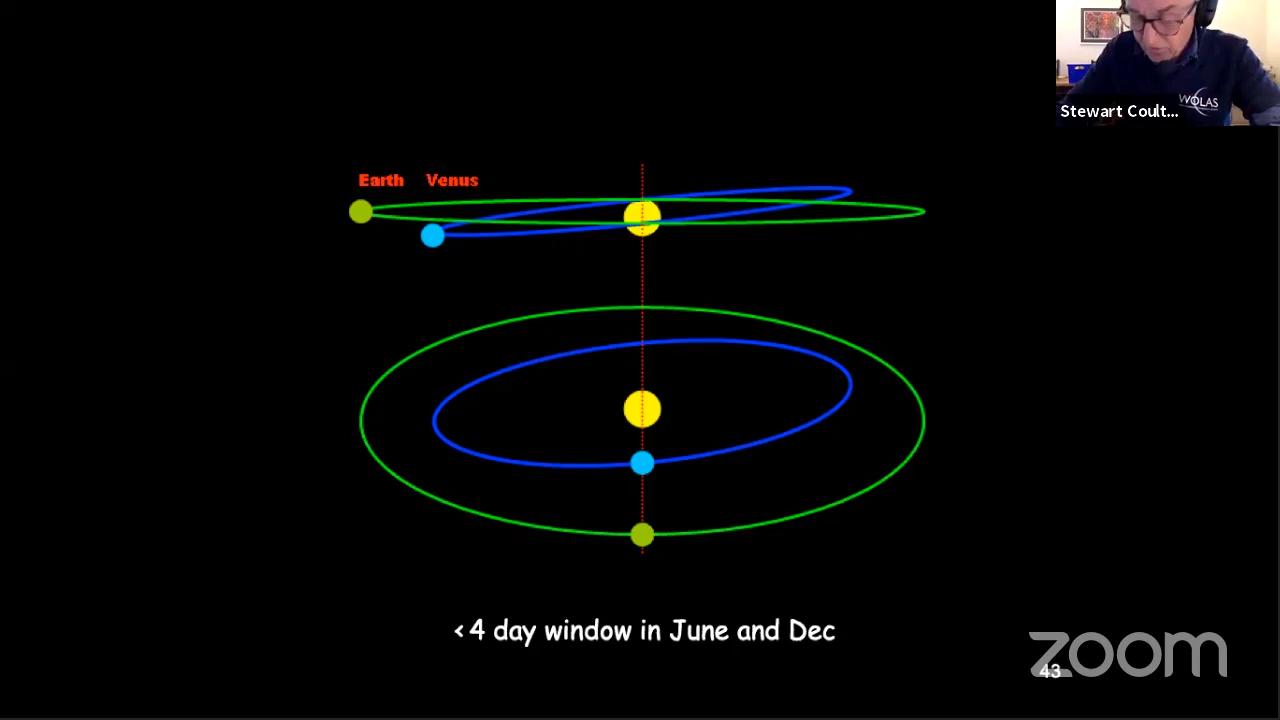 WOLAS
Stewart Coult...
Earth Venus
<4 day window in June and Dec
zoom
43